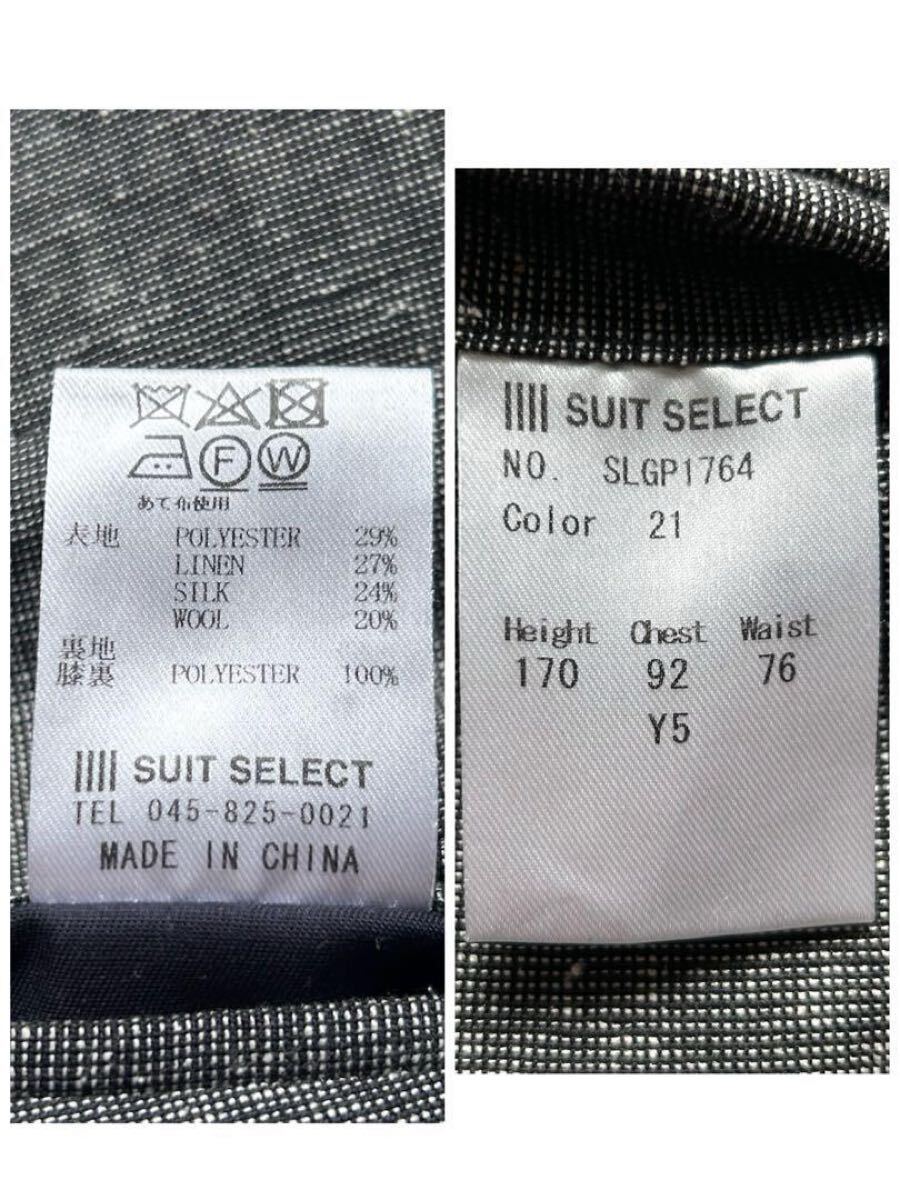 F W
あて布使用
表地 POLYESTER 29%
LINEN 27%
SILK 24%
WOOL 20%
裏地
膝裏 POLYESTER 100%
SUIT SELECT
TEL 045-825-0021
MADE IN CHINA
SUIT SELECT
NO. SLGP1764
Color 21
Height Chest Waist
170 92 76
Y5